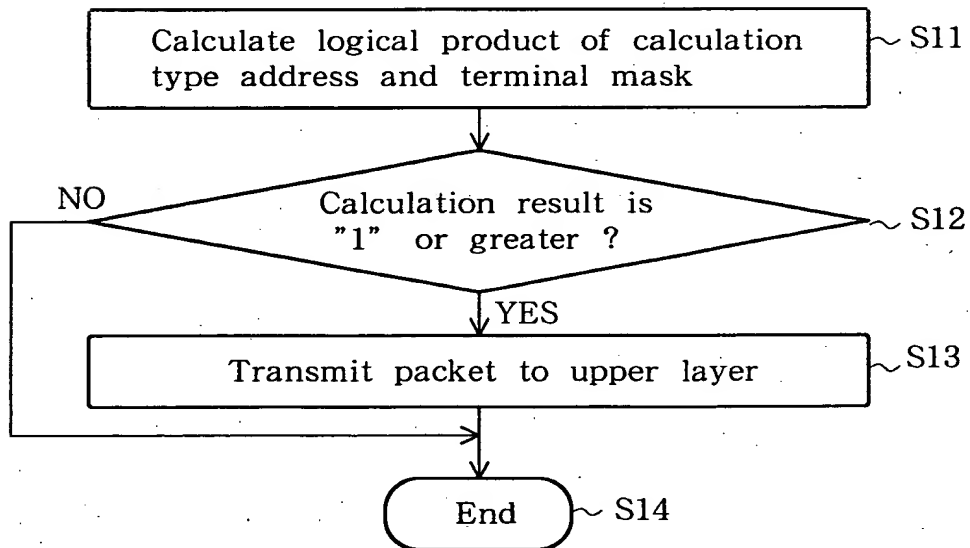 Calculate logical product of calculation
type address and terminal mask
S11
NO
Calculation result is
"1" or greater ?
S12
YES
Transmit packet to upper layer
S13
End
S14